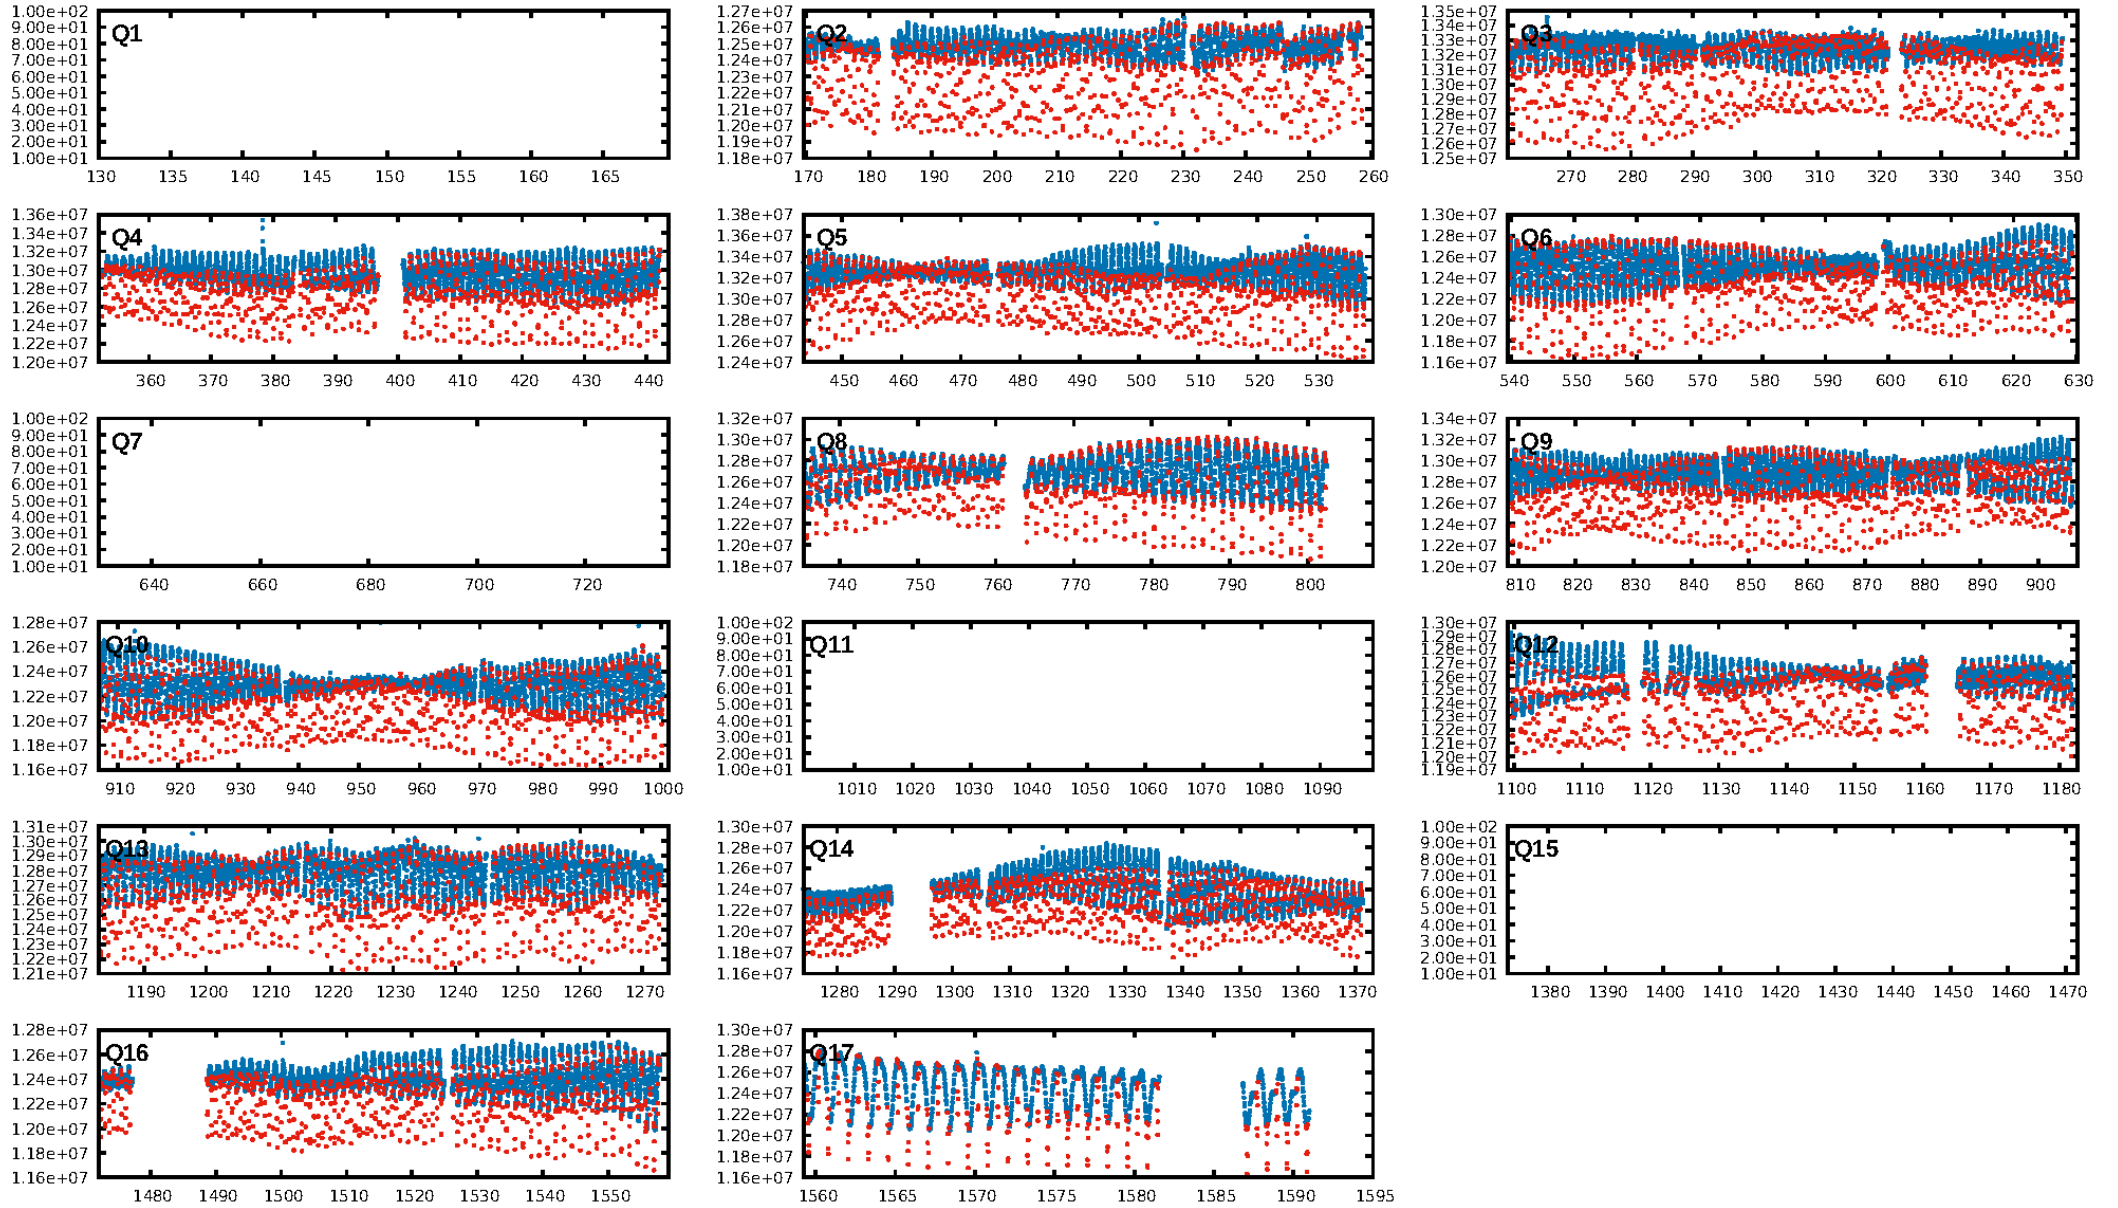 Q1
1.00e+02
9.00e+01
8.00e+01
7.00e+01
6.00e+01
5.00e+01
4.00e+01
3.00e+01
2.00e+01
1.00e+01
130 135 140 145 150 155 160 165
Q2
1.27e+07
1.26e+07
1.25e+07
1.24e+07
1.23e+07
1.22e+07
1.21e+07
1.20e+07
1.19e+07
1.18e+07
170 180 190 200 210 220 230 240 250 260
Q3
1.35e+07
1.34e+07
1.33e+07
1.32e+07
1.31e+07
1.30e+07
1.29e+07
1.28e+07
1.27e+07
1.26e+07
1.25e+07
270 280 290 300 310 320 330 340 350
Q4
1.36e+07
1.34e+07
1.32e+07
1.30e+07
1.28e+07
1.26e+07
1.24e+07
1.22e+07
1.20e+07
360 370 380 390 400 410 420 430 440
Q5
1.38e+07
1.36e+07
1.34e+07
1.32e+07
1.30e+07
1.28e+07
1.26e+07
1.24e+07
450 460 470 480 490 500 510 520 530
Q6
1.30e+07
1.28e+07
1.26e+07
1.24e+07
1.22e+07
1.20e+07
1.18e+07
1.16e+07
540 550 560 570 580 590 600 610 620 630
Q7
1.00e+02
9.00e+01
8.00e+01
7.00e+01
6.00e+01
5.00e+01
4.00e+01
3.00e+01
2.00e+01
1.00e+01
640 660 680 700 720
Q8
1.32e+07
1.30e+07
1.28e+07
1.26e+07
1.24e+07
1.22e+07
1.20e+07
1.18e+07
740 750 760 770 780 790 800
Q9
1.34e+07
1.32e+07
1.30e+07
1.28e+07
1.26e+07
1.24e+07
1.22e+07
1.20e+07
810 820 830 840 850 860 870 880 890 900
Q10
1.28e+07
1.26e+07
1.24e+07
1.22e+07
1.20e+07
1.18e+07
1.16e+07
910 920 930 940 950 960 970 980 990 1000
Q11
1.00e+02
9.00e+01
8.00e+01
7.00e+01
6.00e+01
5.00e+01
4.00e+01
3.00e+01
2.00e+01
1.00e+01
1010 1020 1030 1040 1050 1060 1070 1080 1090
Q12
1.30e+07
1.29e+07
1.28e+07
1.27e+07
1.26e+07
1.25e+07
1.24e+07
1.23e+07
1.22e+07
1.21e+07
1.20e+07
1.19e+07
1100 1110 1120 1130 1140 1150 1160 1170 1180
Q13
1.31e+07
1.30e+07
1.29e+07
1.28e+07
1.27e+07
1.26e+07
1.25e+07
1.24e+07
1.23e+07
1.22e+07
1.21e+07
1190 1200 1210 1220 1230 1240 1250 1260 1270
Q14
1.30e+07
1.28e+07
1.26e+07
1.24e+07
1.22e+07
1.20e+07
1.18e+07
1.16e+07
1280 1290 1300 1310 1320 1330 1340 1350 1360 1370
Q15
1.00e+02
9.00e+01
8.00e+01
7.00e+01
6.00e+01
5.00e+01
4.00e+01
3.00e+01
2.00e+01
1.00e+01
1380 1390 1400 1410 1420 1430 1440 1450 1460 1470
Q16
1.28e+07
1.26e+07
1.24e+07
1.22e+07
1.20e+07
1.18e+07
1.16e+07
1480 1490 1500 1510 1520 1530 1540 1550
Q17
1.30e+07
1.28e+07
1.26e+07
1.24e+07
1.22e+07
1.20e+07
1.18e+07
1.16e+07
1560 1565 1570 1575 1580 1585 1590 1595